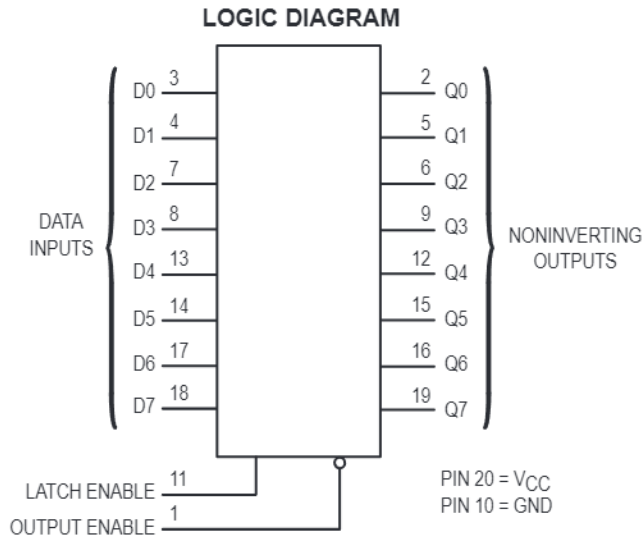 LOGIC DIAGRAM
D0 3
2 Q0
D1 4
5 Q1
D2 7
6 Q2
D3 8
9 Q3
DATA
INPUTS
NONINVERTING
OUTPUTS
D4 13
12 Q4
D5 14
15 Q5
D6 17
16 Q6
D7 18
19 Q7
LATCH ENABLE 11
OUTPUT ENABLE 1
PIN 20 = VCC
PIN 10 = GND